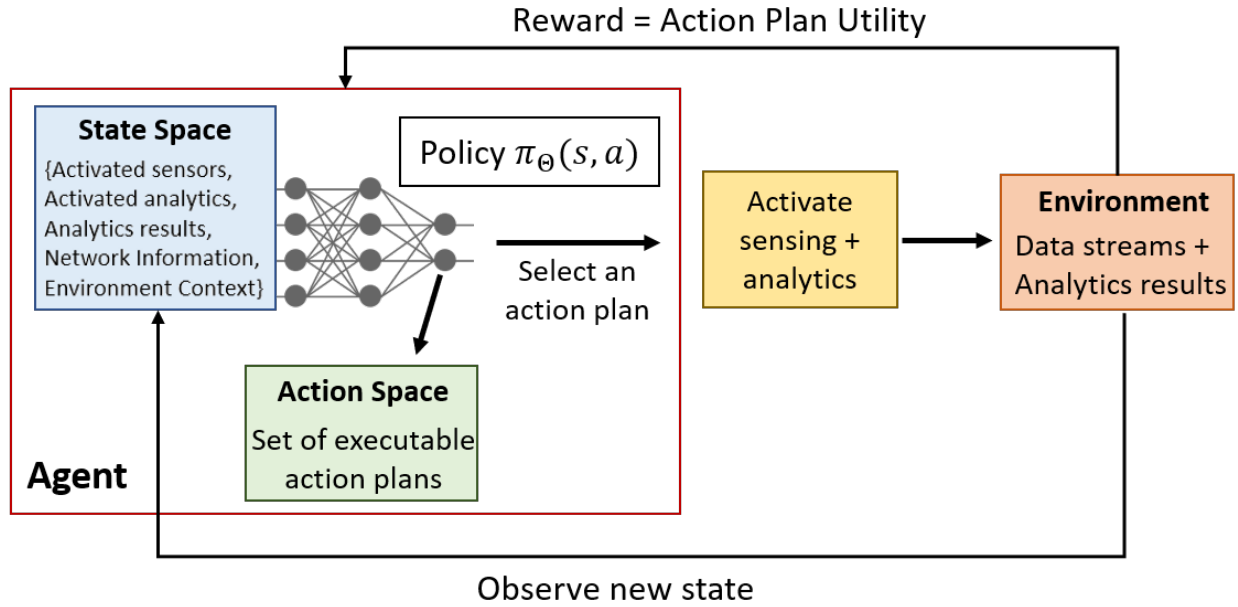 Reward = Action Plan Utility
State Space
{Activated sensors,
Activated analytics,
Analytics results,
Network Information,
Environment Context}
Policy π_Θ(s, a)
Select an
action plan
Action Space
Set of executable
action plans
Agent
Activate
sensing +
analytics
Environment
Data streams +
Analytics results
Observe new state